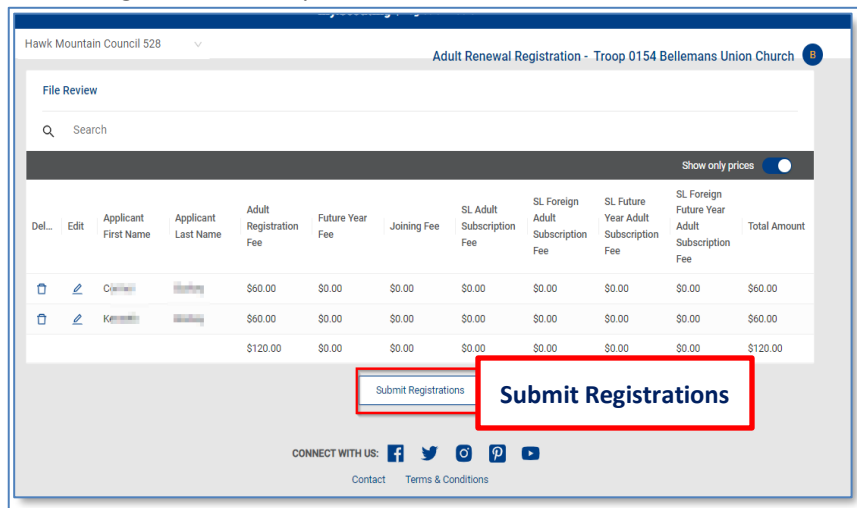 Hawk Mountain Council 528
Adult Renewal Registration - Troop 0154 Bellemans Union Church B
File Review
Search
Show only prices
Del... Edit Applicant First Name Applicant Last Name Adult Registration Fee Future Year Fee Joining Fee SL Adult Subscription Fee SL Foreign Adult Subscription Fee SL Future Year Adult Subscription Fee SL Foreign Future Year Adult Subscription Fee Total Amount
$60.00 $0.00 $0.00 $0.00 $0.00 $0.00 $0.00 $60.00
$60.00 $0.00 $0.00 $0.00 $0.00 $0.00 $0.00 $60.00
$120.00 $0.00 $0.00 $0.00 $0.00 $0.00 $0.00 $120.00
Submit Registrations
Submit Registrations
CONNECT WITH US:
Contact Terms & Conditions